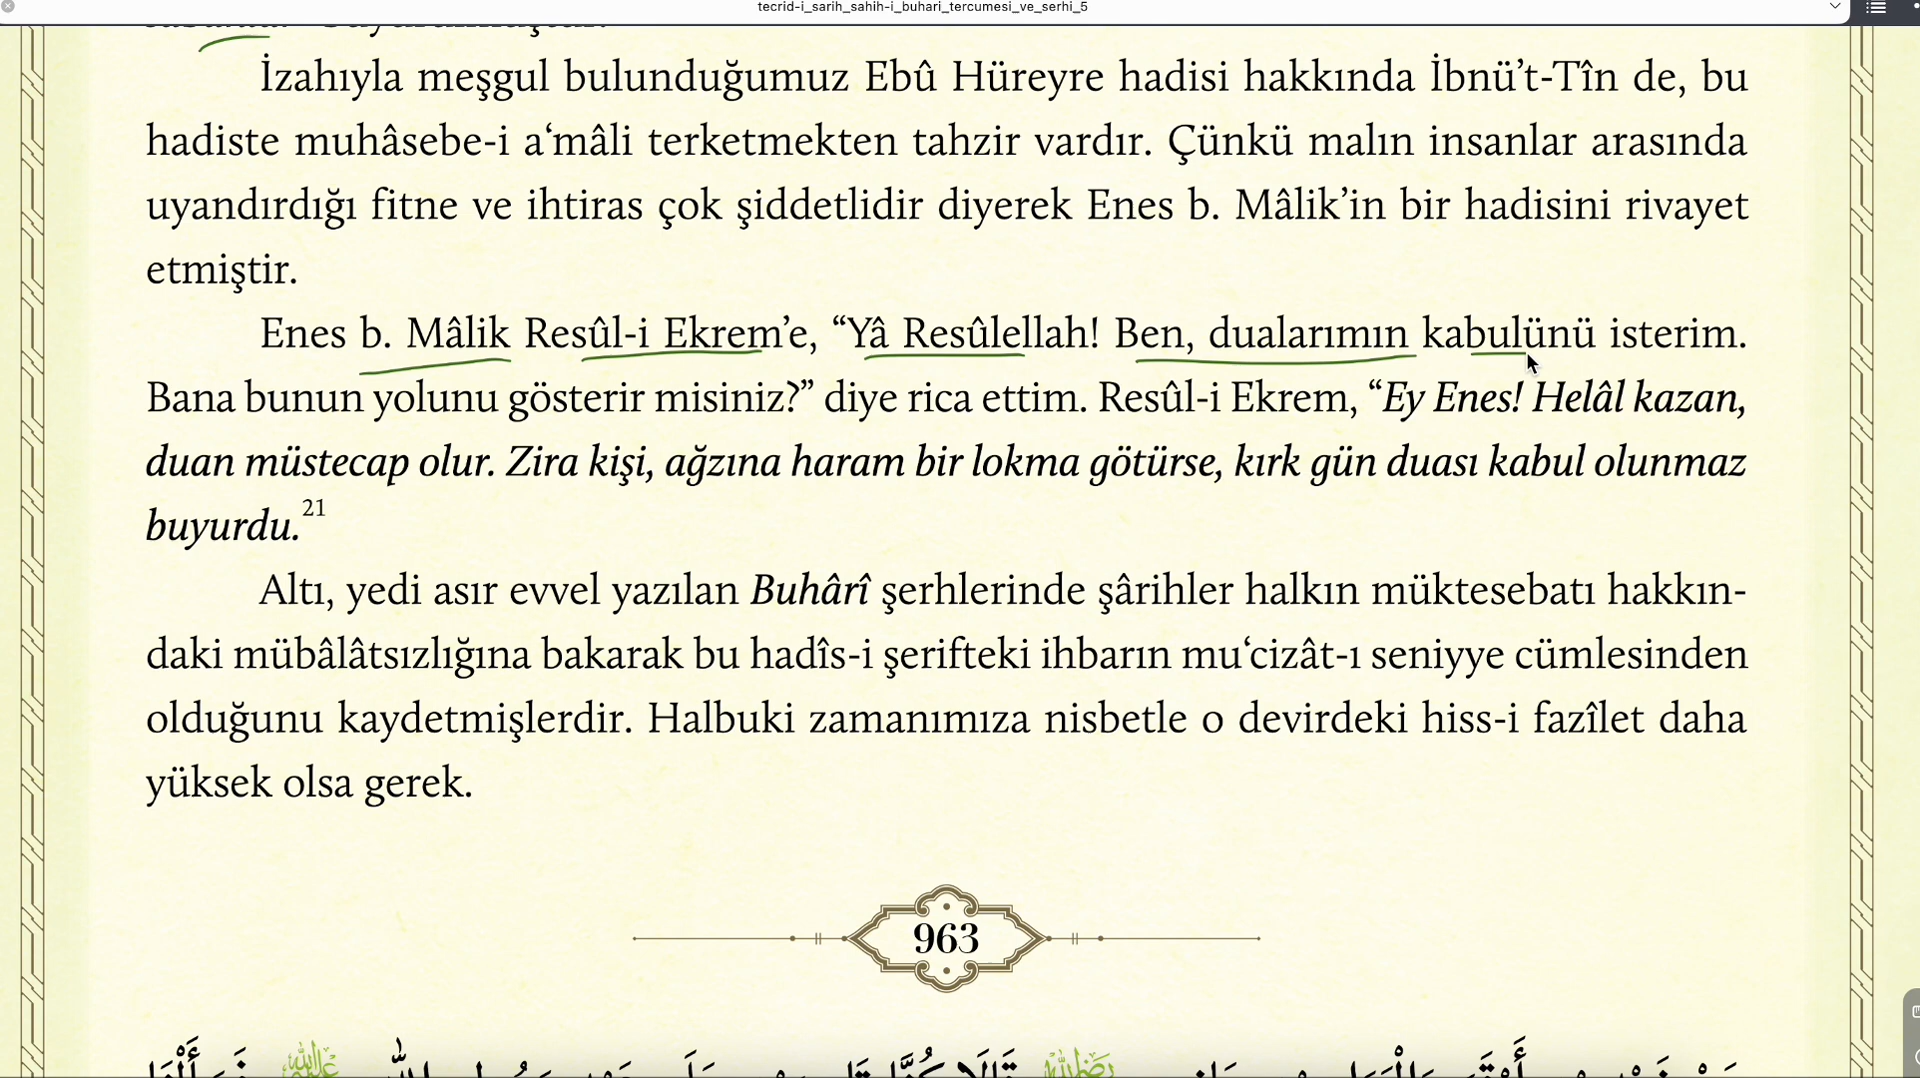 tecrid-i_sarih_sahih-i_buhari_tercumesi_ve_serhi_5
İzahıyla meşgul bulunduğumuz Ebû Hüreyre hadisi hakkında İbnü’t-Tîn de, bu
hadiste muhâsebe-i a‘mâli terketmekten tahzir vardır. Çünkü malın insanlar arasında
uyandırdığı fitne ve ihtiras çok şiddetlidir diyerek Enes b. Mâlik’in bir hadisini rivayet
etmiştir.
Enes b. Mâlik Resûl-i Ekrem’e, “Yâ Resûlellah! Ben, dualarımın kabulünü isterim.
Bana bunun yolunu gösterir misiniz?” diye rica ettim. Resûl-i Ekrem, “Ey Enes! Helâl kazan,
duan müstecap olur. Zira kişi, ağzına haram bir lokma götürse, kırk gün duası kabul olunmaz
buyurdu.21
Altı, yedi asır evvel yazılan Buhârî şerhlerinde şârihler halkın müktesebatı hakkın-
daki mübâlâtsızlığına bakarak bu hadîs-i şerifteki ihbarın mu‘cizât-ı seniyye cümlesinden
olduğunu kaydetmişlerdir. Halbuki zamanımıza nisbetle o devirdeki hiss-i fazîlet daha
yüksek olsa gerek.
963